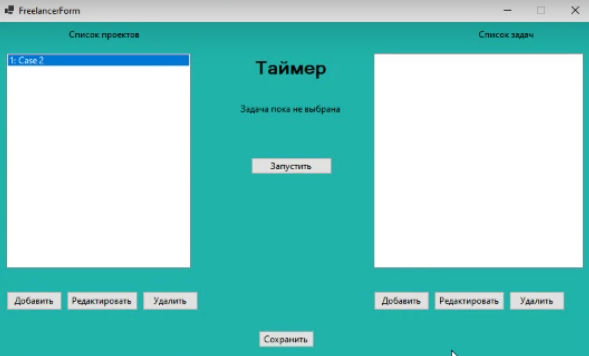 FreelancerForm
Список проектов
Список задач
1: Case 2
Таймер
Задача пока не выбрана
Запустить
Добавить Редактировать Удалить
Добавить Редактировать Удалить
Сохранить